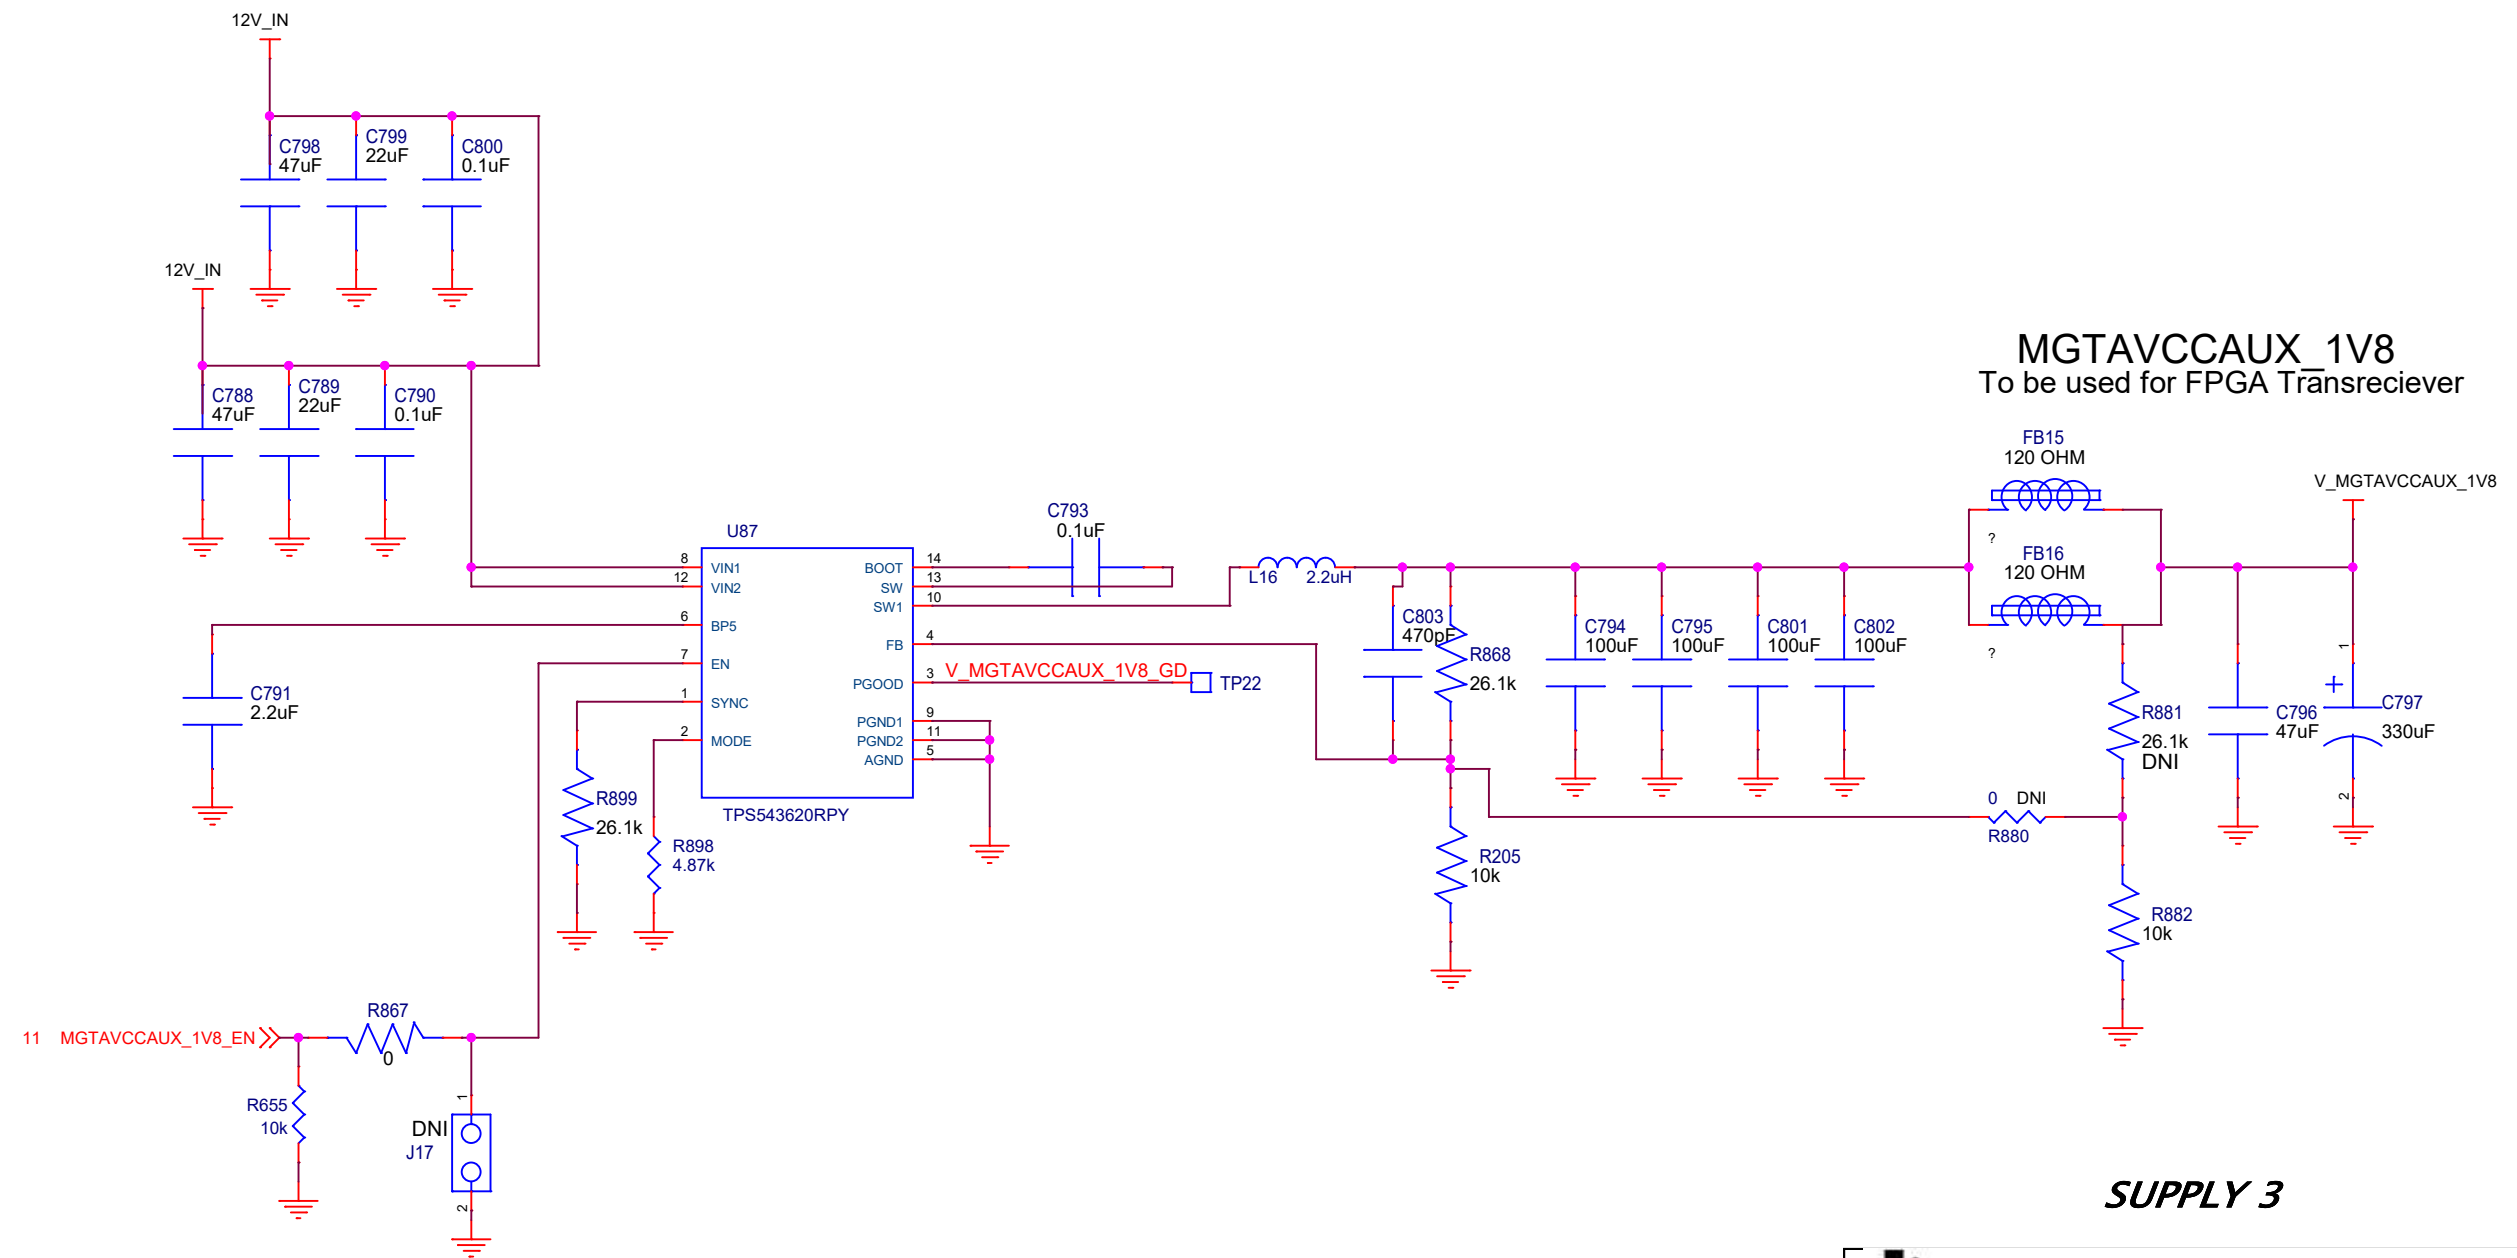 12V_IN
C798
47uF
C799
22uF
C800
0.1uF
12V_IN
C788
47uF
C789
22uF
C790
0.1uF
MGTAVCCAUX_1V8
To be used for FPGA Transreciever
FB15
120 OHM
V_MGTAVCCAUX_1V8
?
FB16
120 OHM
?
C793
0.1uF
U87
8 VIN1
12 VIN2
6 BP5
7 EN
1 SYNC
2 MODE
BOOT 14
SW 13
SW1 10
FB 4
PGOOD 3
PGND1 9
PGND2 11
AGND 5
TPS543620RPY
V_MGTAVCCAUX_1V8_GD
TP22
L16 2.2uH
C803
470pF
R868
26.1k
C794
100uF
C795
100uF
C801
100uF
C802
100uF
R881
26.1k
DNI
C796
47uF
1
+
C797
330uF
2
C791
2.2uF
R899
26.1k
R898
4.87k
R205
10k
0 DNI
R880
R882
10k
11 MGTAVCCAUX_1V8_EN
R867
0
R655
10k
1
DNI
J17
2
SUPPLY 3